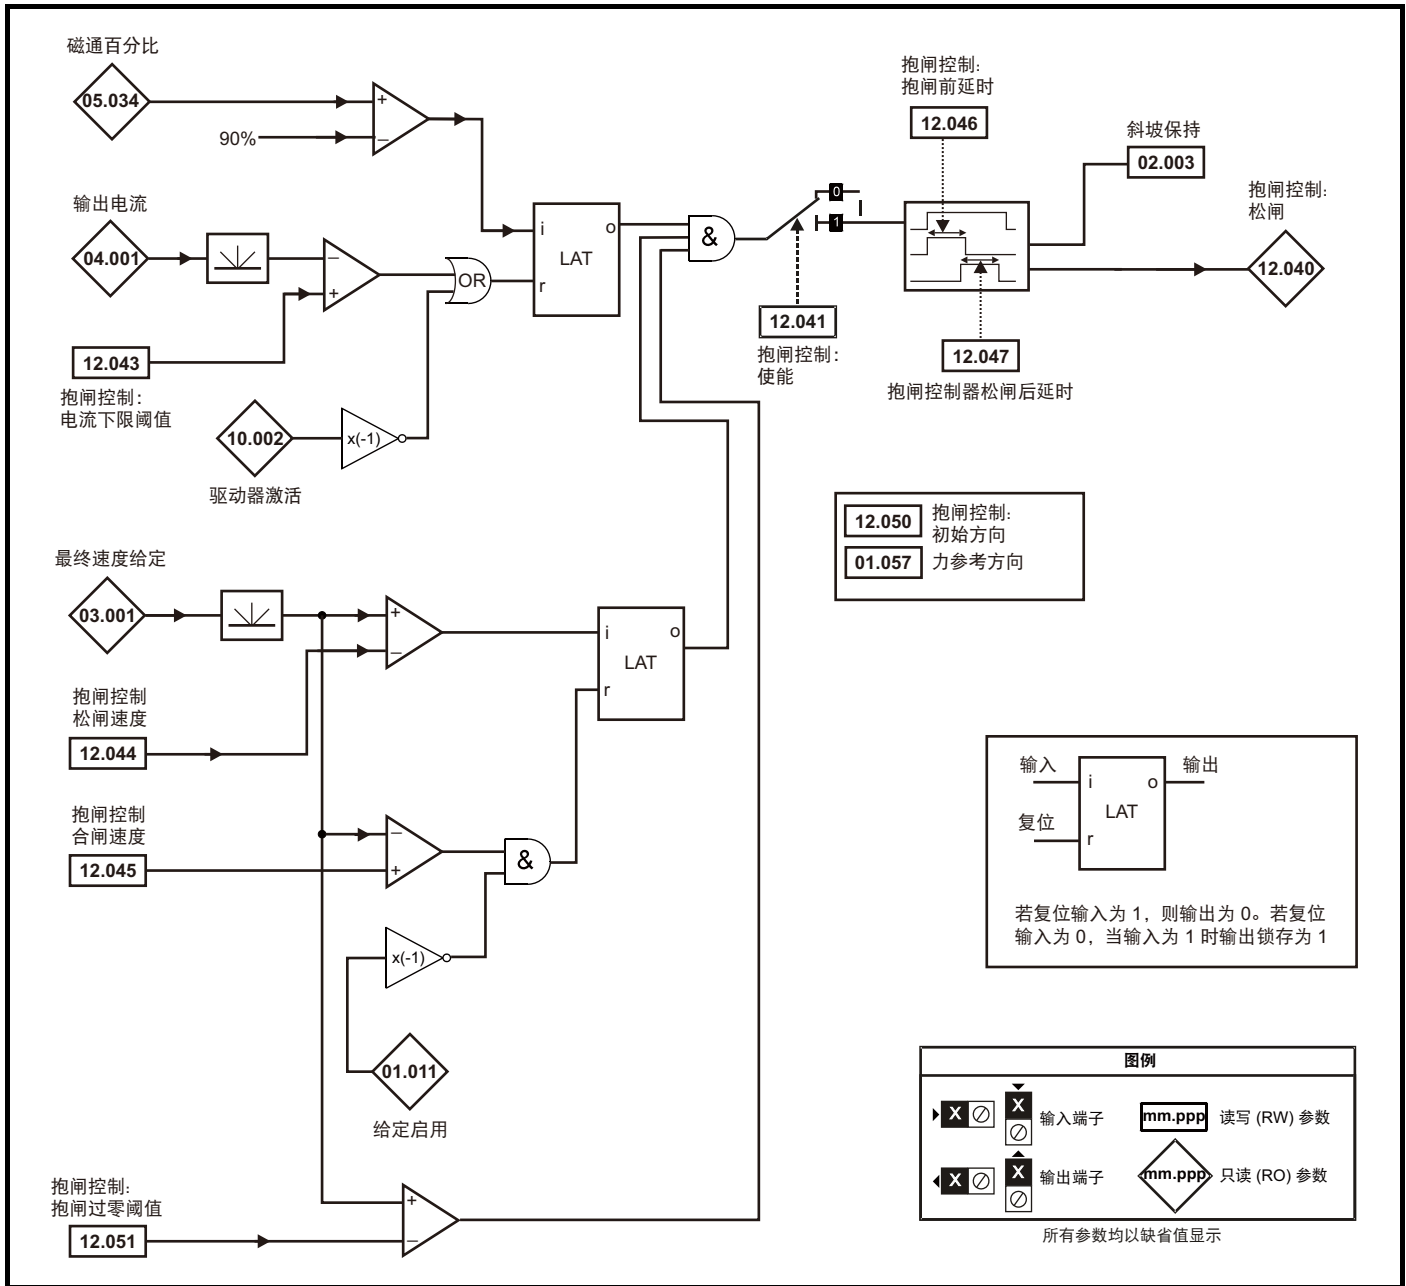 磁通百分比
05.034
+
90%
–
输出电流
04.001
–
+
OR
i
o
LAT
r
12.043
抱闸控制:
电流下限阈值
10.002
x(-1)
驱动器激活
&
0
1
12.041
抱闸控制:
使能
抱闸控制:
抱闸前延时
12.046
12.047
抱闸控制器松闸后延时
斜坡保持
02.003
抱闸控制:
松闸
12.040
12.050
抱闸控制:
初始方向
01.057
力参考方向
最终速度给定
03.001
+
–
i
o
LAT
r
抱闸控制
松闸速度
12.044
抱闸控制
合闸速度
12.045
–
+
&
x(-1)
01.011
给定启用
抱闸控制:
抱闸过零阈值
12.051
+
–
输入
i
o
输出
LAT
复位
r
若复位输入为 1，则输出为 0。若复位
输入为 0，当输入为 1 时输出锁存为 1
图例
X
X
输入端子
mm.ppp
读写 (RW) 参数
X
X
输出端子
mm.ppp
只读 (RO) 参数
所有参数均以缺省值显示